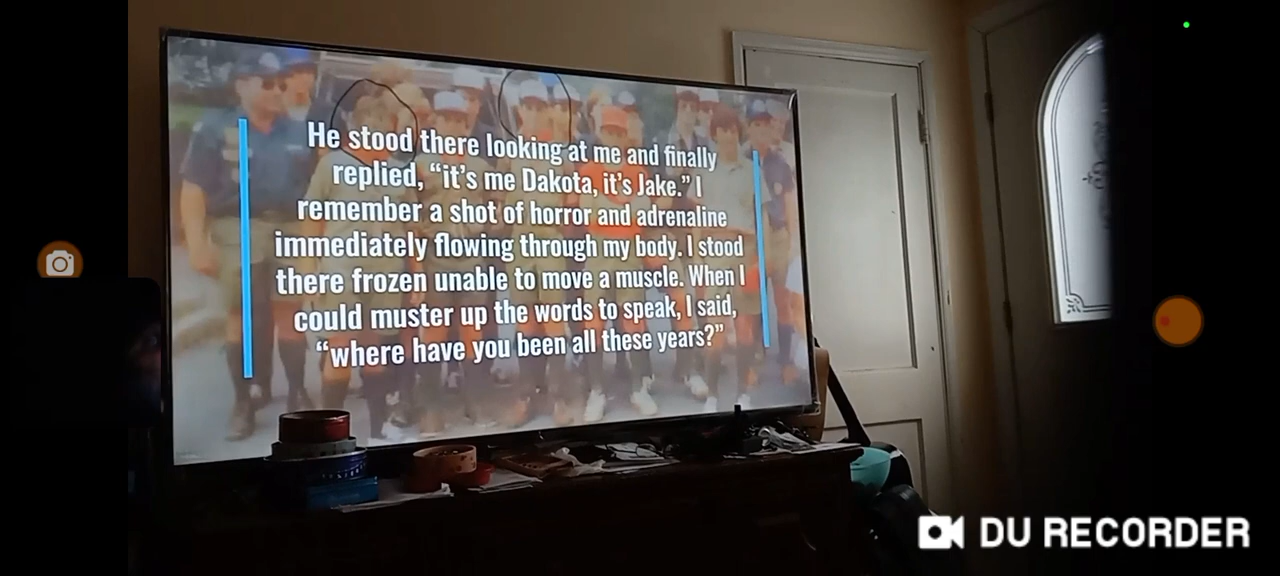 He stood there looking at me and finally
replied, “it’s me Dakota, it’s Jake.” I
remember a shot of horror and adrenaline
immediately flowing through my body. I stood
there frozen unable to move a muscle. When I
could muster up the words to speak, I said,
“where have you been all these years?”
DU RECORDER